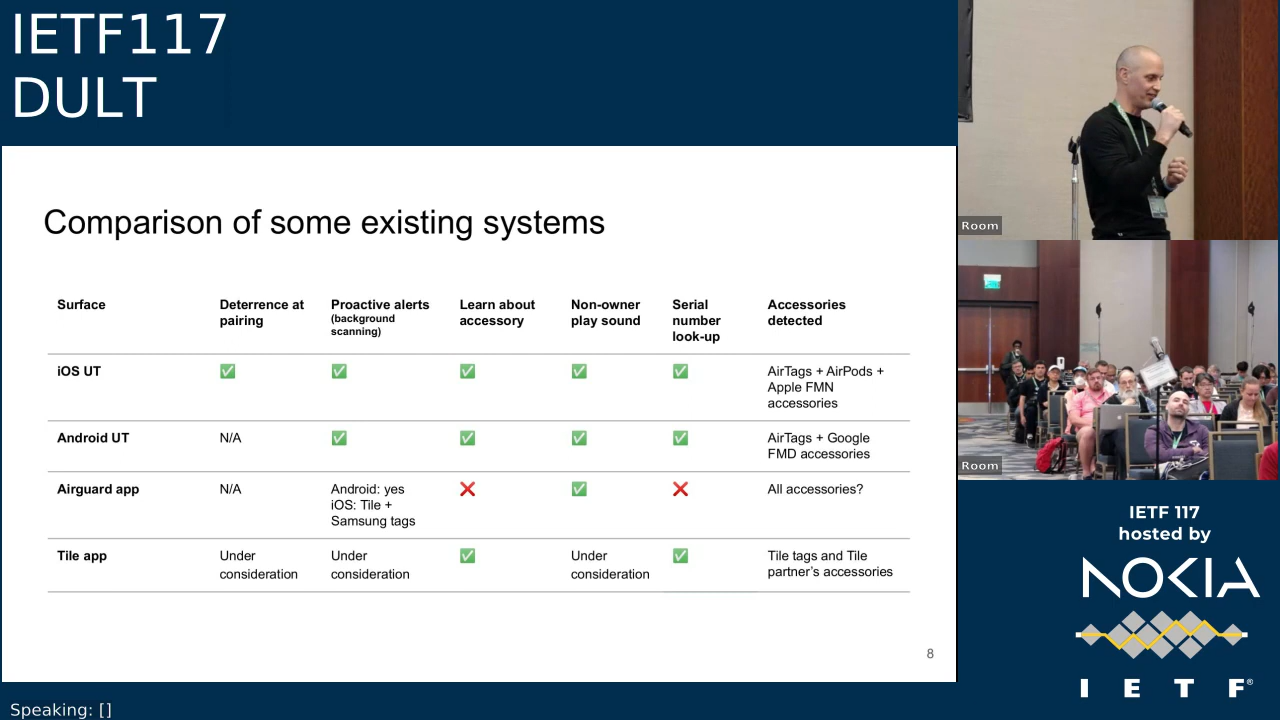 IETF117
DULT
Comparison of some existing systems
Surface
Deterrence at
pairing
Proactive alerts
(background
scanning)
Learn about
accessory
Non-owner
play sound
Serial
number
look-up
Accessories
detected
iOS UT
✅ ✅ ✅ ✅ ✅
AirTags + AirPods +
Apple FMN
accessories
Android UT
N/A
✅ ✅ ✅ ✅
AirTags + Google
FMD accessories
Airguard app
N/A
Android: yes
iOS: Tile +
Samsung tags
❌ ✅ ❌
All accessories?
Tile app
Under
consideration
Under
consideration
✅
Under
consideration
✅
Tile tags and Tile
partner's accessories
8
Speaking: []
Room
Room
IETF 117
hosted by
NOKIA
I E T F®